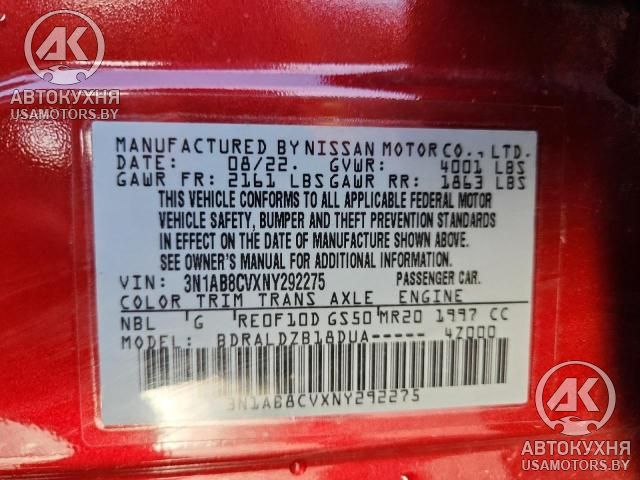 AK
АВТОКУХНЯ
USAMOTORS.BY
MANUFACTURED BY NISSAN MOTOR CO., LTD.
DATE: 08/22. GVWR: 4001 LBS
GAWR FR: 2161 LBS GAWR RR: 1863 LBS
THIS VEHICLE CONFORMS TO ALL APPLICABLE FEDERAL MOTOR
VEHICLE SAFETY, BUMPER AND THEFT PREVENTION STANDARDS
IN EFFECT ON THE DATE OF MANUFACTURE SHOWN ABOVE.
SEE OWNER'S MANUAL FOR ADDITIONAL INFORMATION.
VIN: 3N1AB8CVXNY292275 PASSENGER CAR.
COLOR TRIM TRANS AXLE ENGINE
NBL G RE0F10D GS50 MR20 1997 CC
MODEL: BDRALDZB18DUA----- 4Z000
3N1AB8CVXNY292275
AK
АВТОКУХНЯ
USAMOTORS.BY